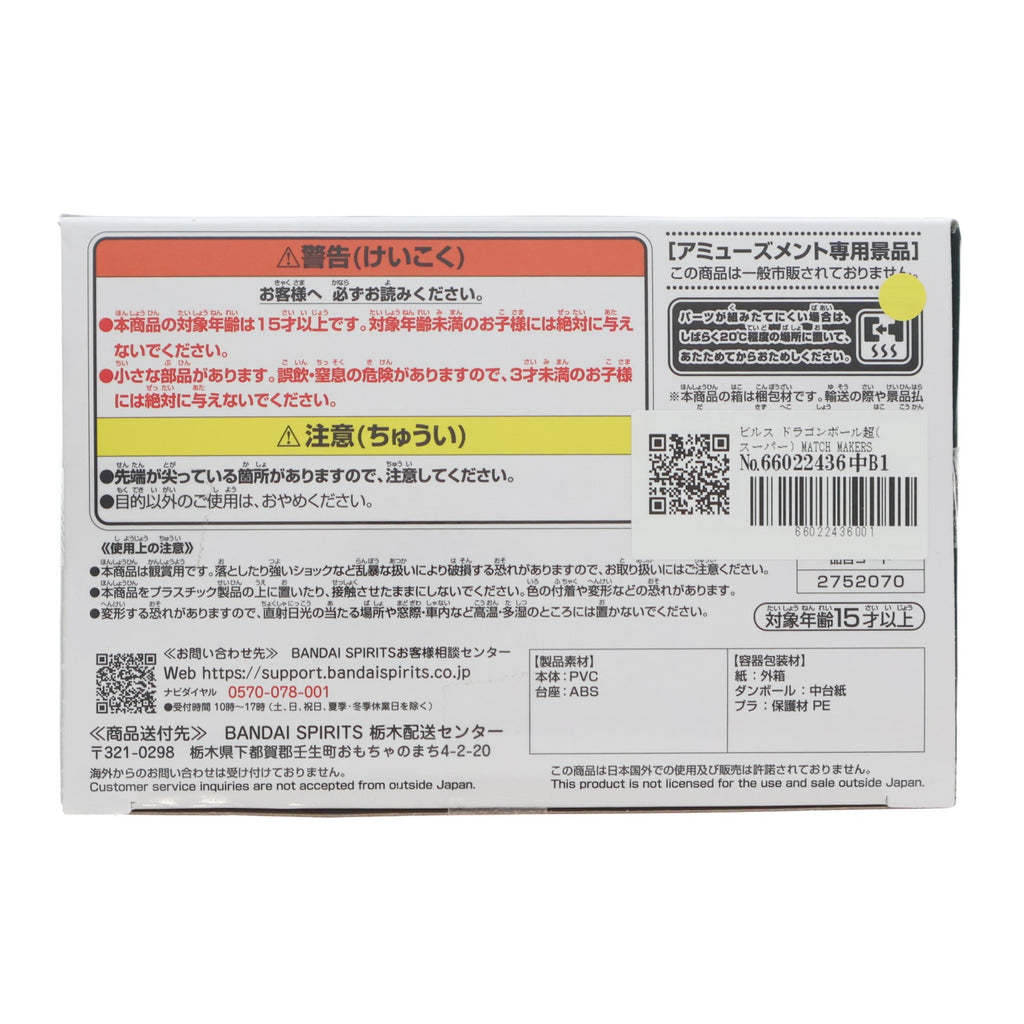 ⚠警告(けいこく)
お客様へ 必ずお読みください。
●本商品の対象年齢は15才以上です。対象年齢未満のお子様には絶対に与え
ないでください。
●小さな部品があります。誤飲・窒息の危険がありますので、3才未満のお子様
には絶対に与えないでください。
⚠注意(ちゅうい)
●先端が尖っている箇所がありますので、注意してください。
●目的以外のご使用は、おやめください。
[アミューズメント専用景品]
この商品は一般市販されておりません。
パーツが組みたてにくい場合は、
しばらく20℃程度の場所に置いて、
あたためてからおためしください。
※本商品の箱は梱包材です。輸送の際や景品払
ビルス ドラゴンボール超(
スーパー) MATCH MAKERS
No.66022436中B1
66022436001
2752070
対象年齢15才以上
《使用上の注意》
●本商品は観賞用です。落としたり強いショックなど乱暴な扱いにより破損する恐れがありますので、お取り扱いにはご注意ください。
●本商品をプラスチック製品の上に置いたり、接触させたままにしないでください。色の付着や変形などの恐れがあります。
●変形する恐れがありますので、直射日光の当たる場所や窓際・車内など高温・多湿のところには置かないでください。
≪お問い合わせ先≫ BANDAI SPIRITSお客様相談センター
Web https://support.bandaispirits.co.jp
ナビダイヤル 0570-078-001
●受付時間 10時〜17時(土、日、祝日、夏季・冬季休業日を除く)
≪商品送付先≫ BANDAI SPIRITS 栃木配送センター
〒321-0298 栃木県下都賀郡壬生町おもちゃのまち4-2-20
海外からのお問い合わせは受け付けておりません。
Customer service inquiries are not accepted from outside Japan.
【製品素材】
本体:PVC
台座:ABS
【容器包装材】
紙:外箱
ダンボール:中台紙
プラ:保護材 PE
この商品は日本国外での使用及び販売は許諾されておりません。
This product is not licensed for the use and sale outside Japan.